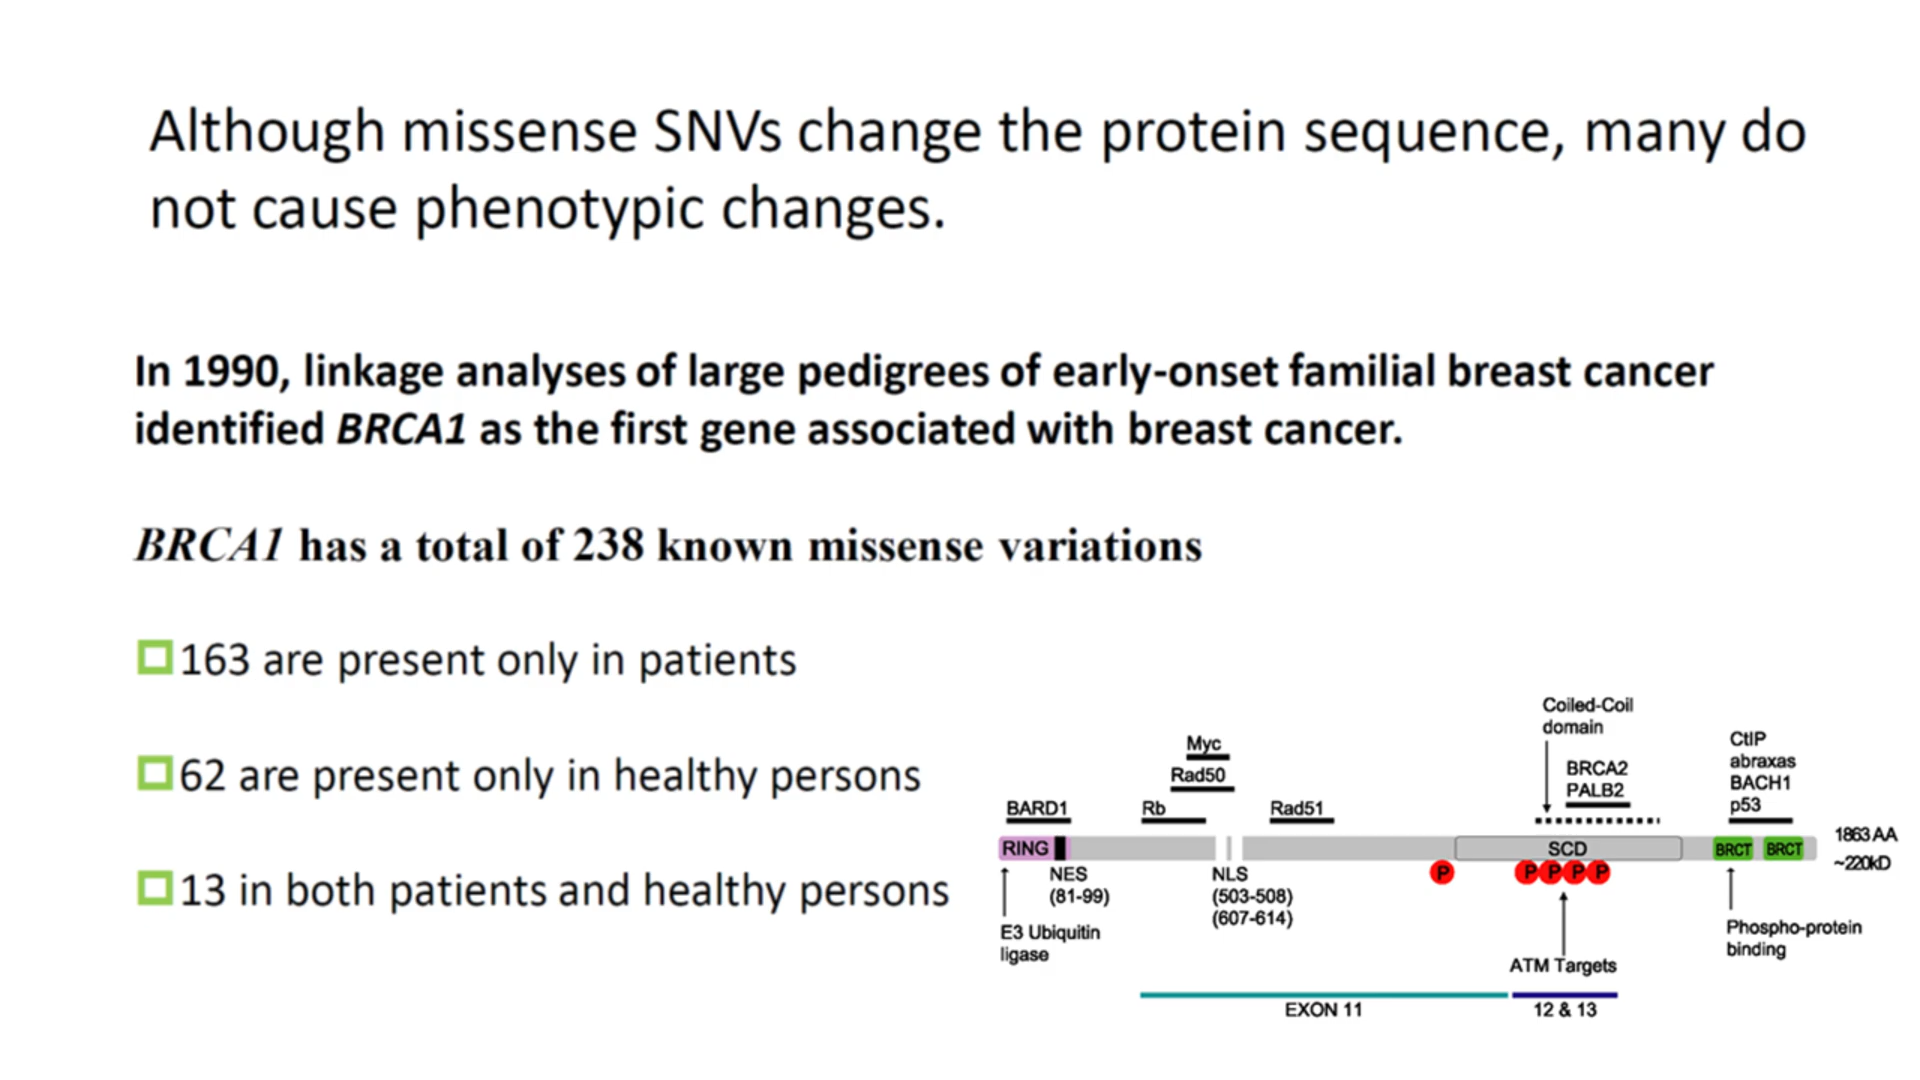 Although missense SNVs change the protein sequence, many do
not cause phenotypic changes.
In 1990, linkage analyses of large pedigrees of early-onset familial breast cancer
identified BRCA1 as the first gene associated with breast cancer.
BRCA1 has a total of 238 known missense variations
163 are present only in patients
62 are present only in healthy persons
13 in both patients and healthy persons
Coiled-Coil
domain
Myc
Rad50
BARD1
Rb
Rad51
BRCA2
PALB2
CtIP
abraxas
BACH1
p53
RING
SCD
BRCT
BRCT
1863 AA
~220kD
P
P P P P
NES
(81-99)
NLS
(503-508)
(607-614)
E3 Ubiquitin
ligase
ATM Targets
Phospho-protein
binding
EXON 11
12 & 13